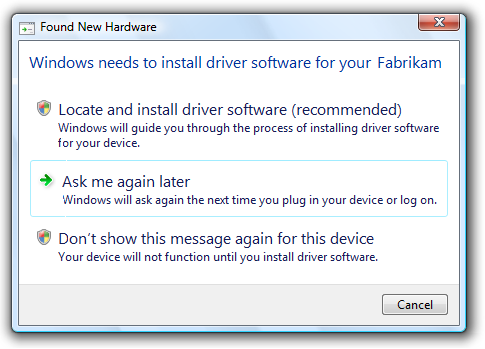 Found New Hardware
Windows needs to install driver software for your Fabrikam
Locate and install driver software (recommended)
Windows will guide you through the process of installing driver software
for your device.
Ask me again later
Windows will ask again the next time you plug in your device or log on.
Don't show this message again for this device
Your device will not function until you install driver software.
Cancel